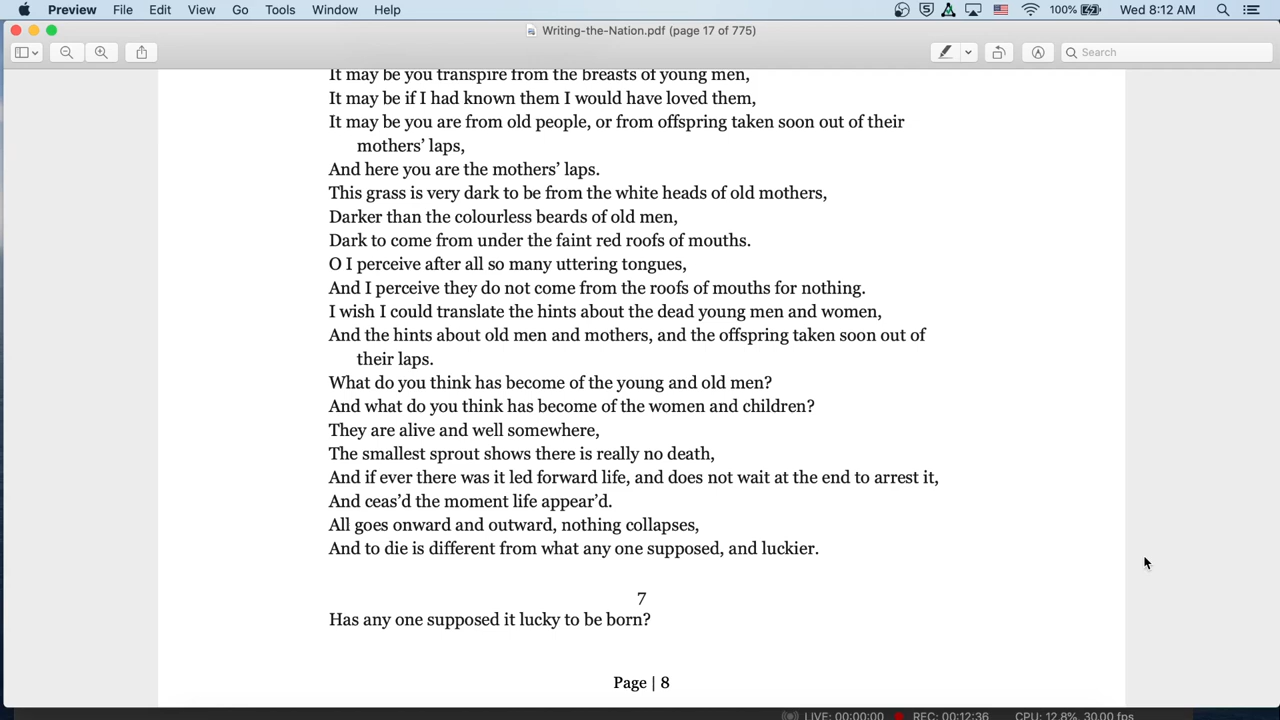 Preview File Edit View Go Tools Window Help 100% Wed 8:12 AM
Writing-the-Nation.pdf (page 17 of 775)
Search
It may be you transpire from the breasts of young men,
It may be if I had known them I would have loved them,
It may be you are from old people, or from offspring taken soon out of their
mothers’ laps,
And here you are the mothers’ laps.
This grass is very dark to be from the white heads of old mothers,
Darker than the colourless beards of old men,
Dark to come from under the faint red roofs of mouths.
O I perceive after all so many uttering tongues,
And I perceive they do not come from the roofs of mouths for nothing.
I wish I could translate the hints about the dead young men and women,
And the hints about old men and mothers, and the offspring taken soon out of
their laps.
What do you think has become of the young and old men?
And what do you think has become of the women and children?
They are alive and well somewhere,
The smallest sprout shows there is really no death,
And if ever there was it led forward life, and does not wait at the end to arrest it,
And ceas’d the moment life appear’d.
All goes onward and outward, nothing collapses,
And to die is different from what any one supposed, and luckier.
7
Has any one supposed it lucky to be born?
Page | 8
LIVE: 00:00:00 REC: 00:12:36 CPU: 12.8%, 30.00 fps